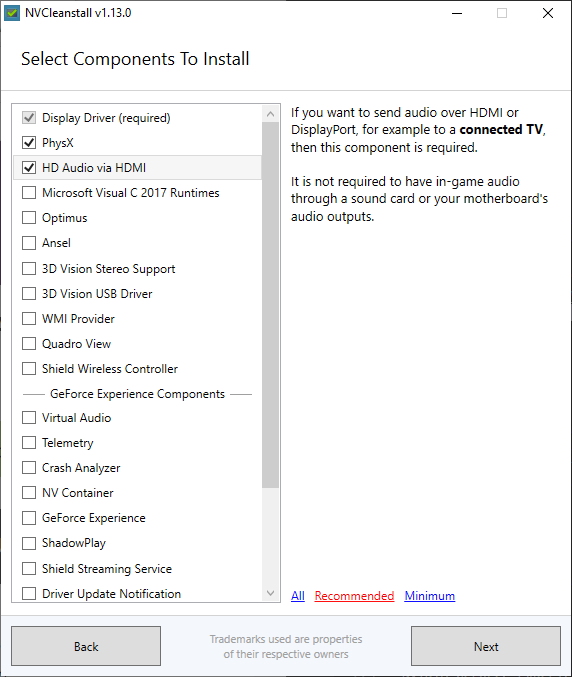 NVCleanstall v1.13.0
Select Components To Install
Display Driver (required)
PhysX
HD Audio via HDMI
Microsoft Visual C 2017 Runtimes
Optimus
Ansel
3D Vision Stereo Support
3D Vision USB Driver
WMI Provider
Quadro View
Shield Wireless Controller
GeForce Experience Components
Virtual Audio
Telemetry
Crash Analyzer
NV Container
GeForce Experience
ShadowPlay
Shield Streaming Service
Driver Update Notification
If you want to send audio over HDMI or
DisplayPort, for example to a connected TV,
then this component is required.
It is not required to have in-game audio
through a sound card or your motherboard's
audio outputs.
All Recommended Minimum
Back
Trademarks used are properties
of their respective owners
Next